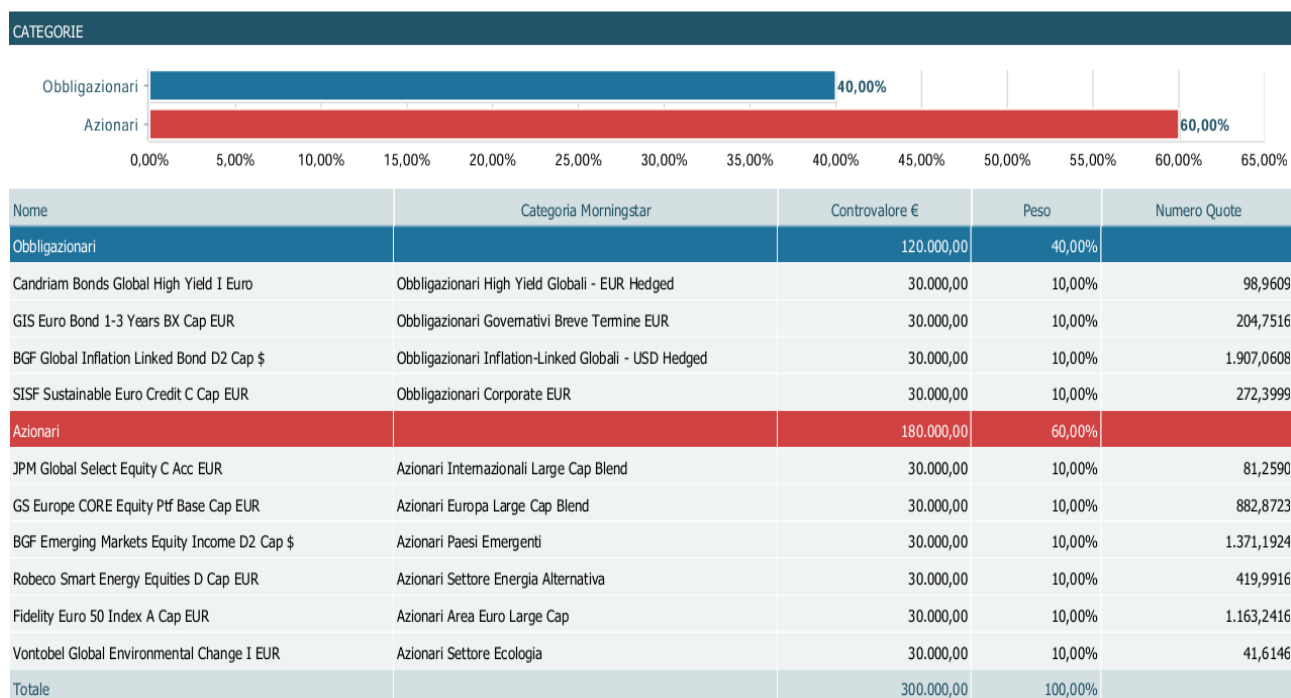 CATEGORIE
Obbligazionari 40,00%
Azionari 60,00%
0,00% 5,00% 10,00% 15,00% 20,00% 25,00% 30,00% 35,00% 40,00% 45,00% 50,00% 55,00% 60,00% 65,00%
Nome Categoria Morningstar Controvalore € Peso Numero Quote
Obbligazionari 120.000,00 40,00%
Candriam Bonds Global High Yield I Euro Obbligazionari High Yield Globali - EUR Hedged 30.000,00 10,00% 98,9609
GIS Euro Bond 1-3 Years BX Cap EUR Obbligazionari Governativi Breve Termine EUR 30.000,00 10,00% 204,7516
BGF Global Inflation Linked Bond D2 Cap $ Obbligazionari Inflation-Linked Globali - USD Hedged 30.000,00 10,00% 1.907,0608
SISF Sustainable Euro Credit C Cap EUR Obbligazionari Corporate EUR 30.000,00 10,00% 272,3999
Azionari 180.000,00 60,00%
JPM Global Select Equity C Acc EUR Azionari Internazionali Large Cap Blend 30.000,00 10,00% 81,2590
GS Europe CORE Equity Ptf Base Cap EUR Azionari Europa Large Cap Blend 30.000,00 10,00% 882,8723
BGF Emerging Markets Equity Income D2 Cap $ Azionari Paesi Emergenti 30.000,00 10,00% 1.371,1924
Robeco Smart Energy Equities D Cap EUR Azionari Settore Energia Alternativa 30.000,00 10,00% 419,9916
Fidelity Euro 50 Index A Cap EUR Azionari Area Euro Large Cap 30.000,00 10,00% 1.163,2416
Vontobel Global Environmental Change I EUR Azionari Settore Ecologia 30.000,00 10,00% 41,6146
Totale 300.000,00 100,00%